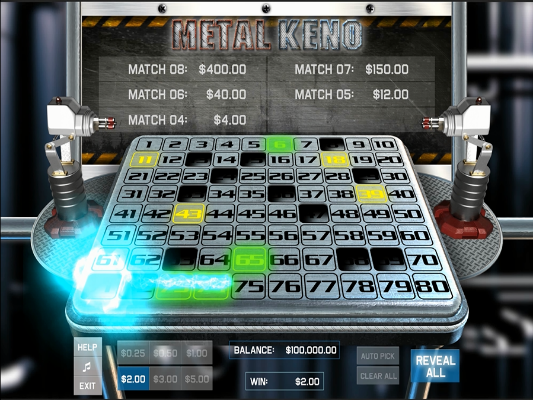 METAL KENO
MATCH 08: $400.00 MATCH 07: $150.00
MATCH 06: $40.00 MATCH 05: $12.00
MATCH 04: $4.00
1 2 3 4 5 6 7 9 10
11 12 14 16 17 18 19 20
21 22 23 25 26 27 28 30
31 32 34 35 37 38 39 40
41 42 43 44 45 46 48 49 50
51 52 53 54 55 56 57 58 59 60
61 62 64 65 66 67 70
75 76 77 78 79 80
HELP $0.25 $0.50 $1.00 BALANCE: $100,000.00 AUTO PICK REVEAL ALL
EXIT $2.00 $3.00 $5.00 WIN: $2.00 CLEAR ALL